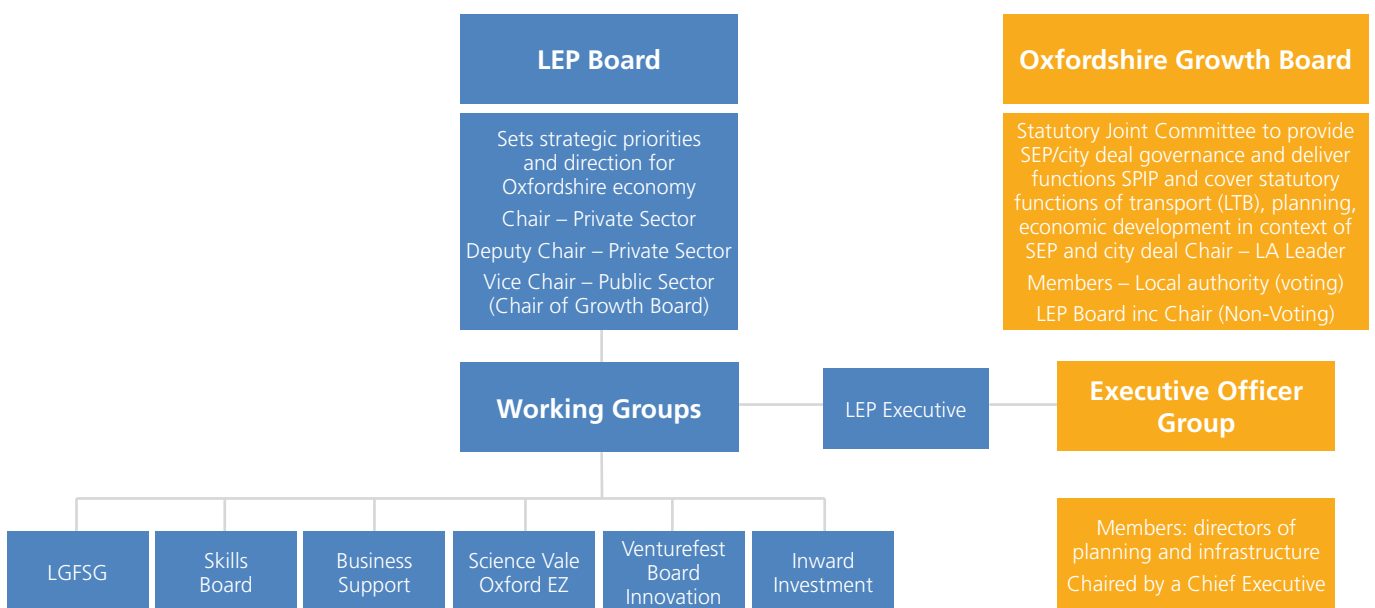 LEP Board
Sets strategic priorities
and direction for
Oxfordshire economy
Chair – Private Sector
Deputy Chair – Private Sector
Vice Chair – Public Sector
(Chair of Growth Board)
Oxfordshire Growth Board
Statutory Joint Committee to provide
SEP/city deal governance and deliver
functions SPIP and cover statutory
functions of transport (LTB), planning,
economic development in context of
SEP and city deal Chair – LA Leader
Members – Local authority (voting)
LEP Board inc Chair (Non-Voting)
Working Groups
LEP Executive
Executive Officer
Group
LGFSG
Skills
Board
Business
Support
Science Vale
Oxford EZ
Venturefest
Board
Innovation
Inward
Investment
Members: directors of
planning and infrastructure
Chaired by a Chief Executive